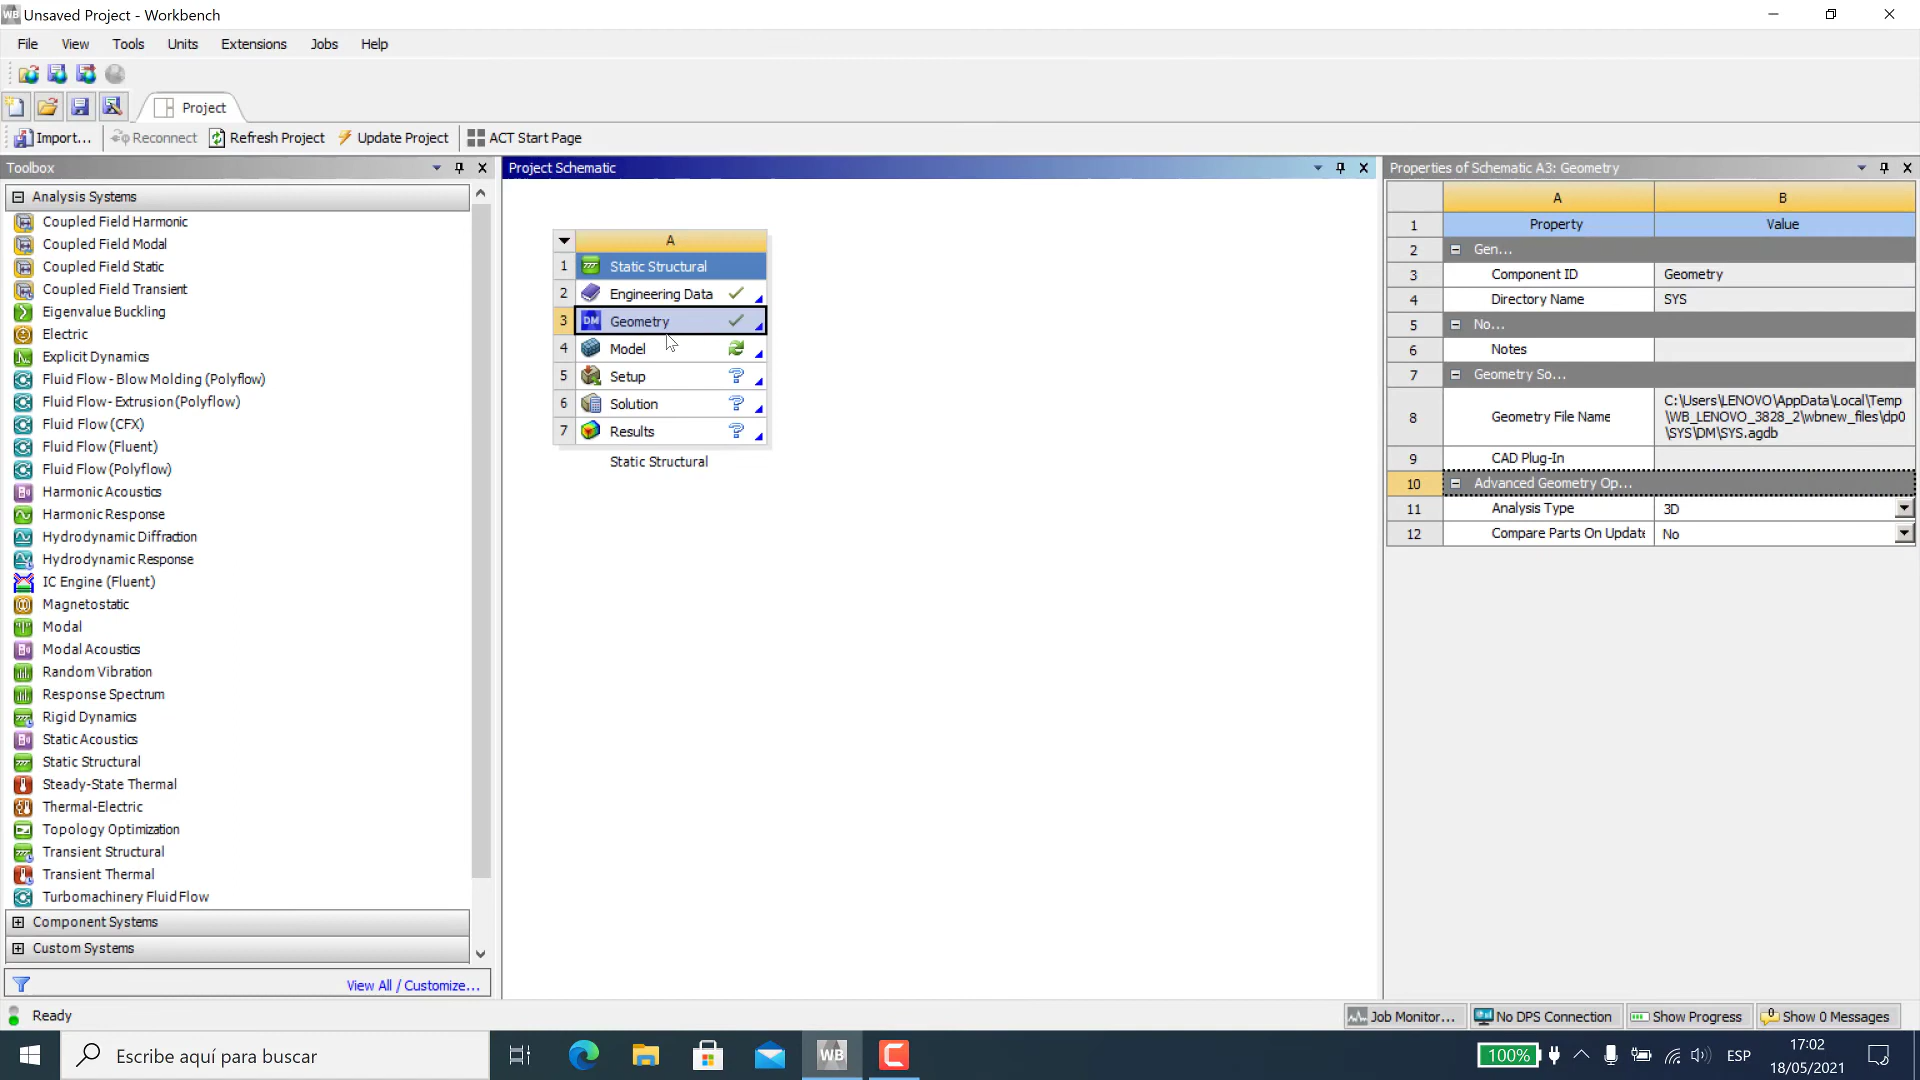 Unsaved Project - Workbench
File View Tools Units Extensions Jobs Help
Project
Import... Reconnect Refresh Project Update Project ACT Start Page
Toolbox
Analysis Systems
Coupled Field Harmonic
Coupled Field Modal
Coupled Field Static
Coupled Field Transient
Eigenvalue Buckling
Electric
Explicit Dynamics
Fluid Flow - Blow Molding (Polyflow)
Fluid Flow- Extrusion (Polyflow)
Fluid Flow (CFX)
Fluid Flow (Fluent)
Fluid Flow (Polyflow)
Harmonic Acoustics
Harmonic Response
Hydrodynamic Diffraction
Hydrodynamic Response
IC Engine (Fluent)
Magnetostatic
Modal
Modal Acoustics
Random Vibration
Response Spectrum
Rigid Dynamics
Static Acoustics
Static Structural
Steady-State Thermal
Thermal-Electric
Topology Optimization
Transient Structural
Transient Thermal
Turbomachinery Fluid Flow
Component Systems
Custom Systems
View All / Customize...
Project Schematic
A
1 Static Structural
2 Engineering Data
3 DM Geometry
4 Model
5 Setup
6 Solution
7 Results
Static Structural
Properties of Schematic A3: Geometry
A B
1 Property Value
2 Gen...
3 Component ID Geometry
4 Directory Name SYS
5 No...
6 Notes
7 Geometry So...
8 Geometry File Name C:\Users\LENOVO\AppData\Local\Temp
\WB_LENOVO_3828_2\wbnew_files\dp0
\SYS\DM\SYS.agdb
9 CAD Plug-In
10 Advanced Geometry Op...
11 Analysis Type 3D
12 Compare Parts On Update No
Ready
Job Monitor... No DPS Connection Show Progress Show 0 Messages
Escribe aquí para buscar
WB
100%
ESP
17:02
18/05/2021